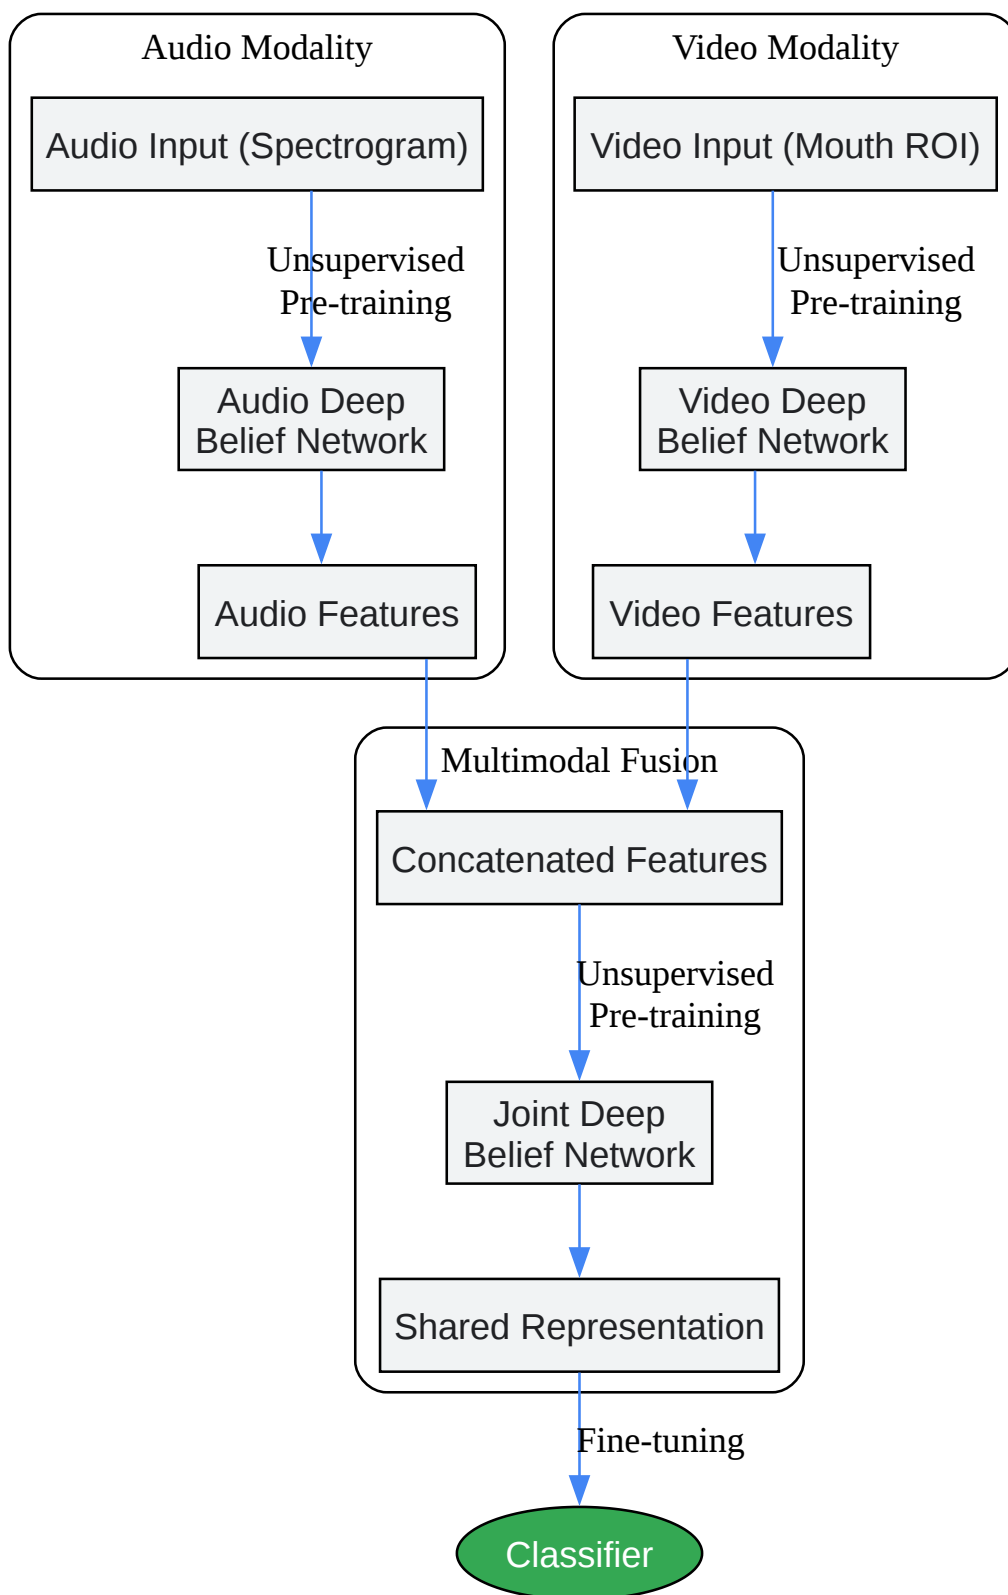 Audio Modality
Audio Input (Spectrogram)
Unsupervised
Pre-training
Audio Deep
Belief Network
Audio Features
Video Modality
Video Input (Mouth ROI)
Unsupervised
Pre-training
Video Deep
Belief Network
Video Features
Multimodal Fusion
Concatenated Features
Unsupervised
Pre-training
Joint Deep
Belief Network
Shared Representation
Fine-tuning
Classifier